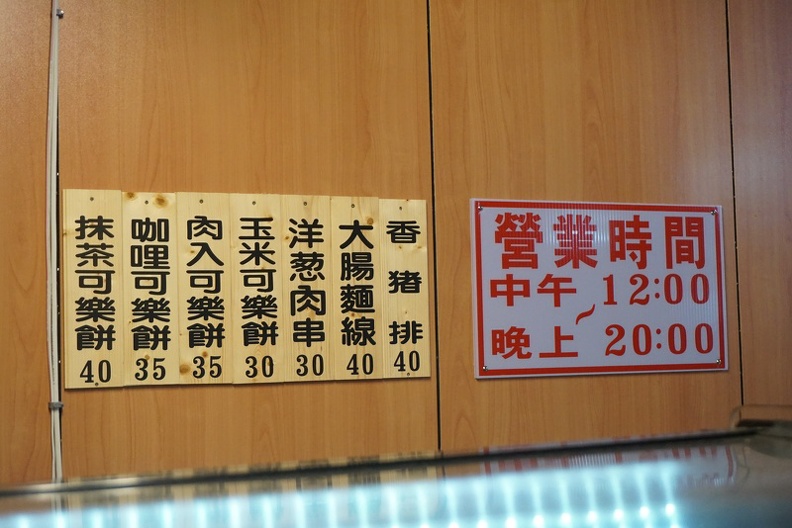 香豬排 40
大腸麵線 40
洋葱肉串 30
玉米可樂餅 30
肉入可樂餅 35
咖哩可樂餅 35
抹茶可樂餅 40
營業時間
中午 12:00
~
晚上 20:00